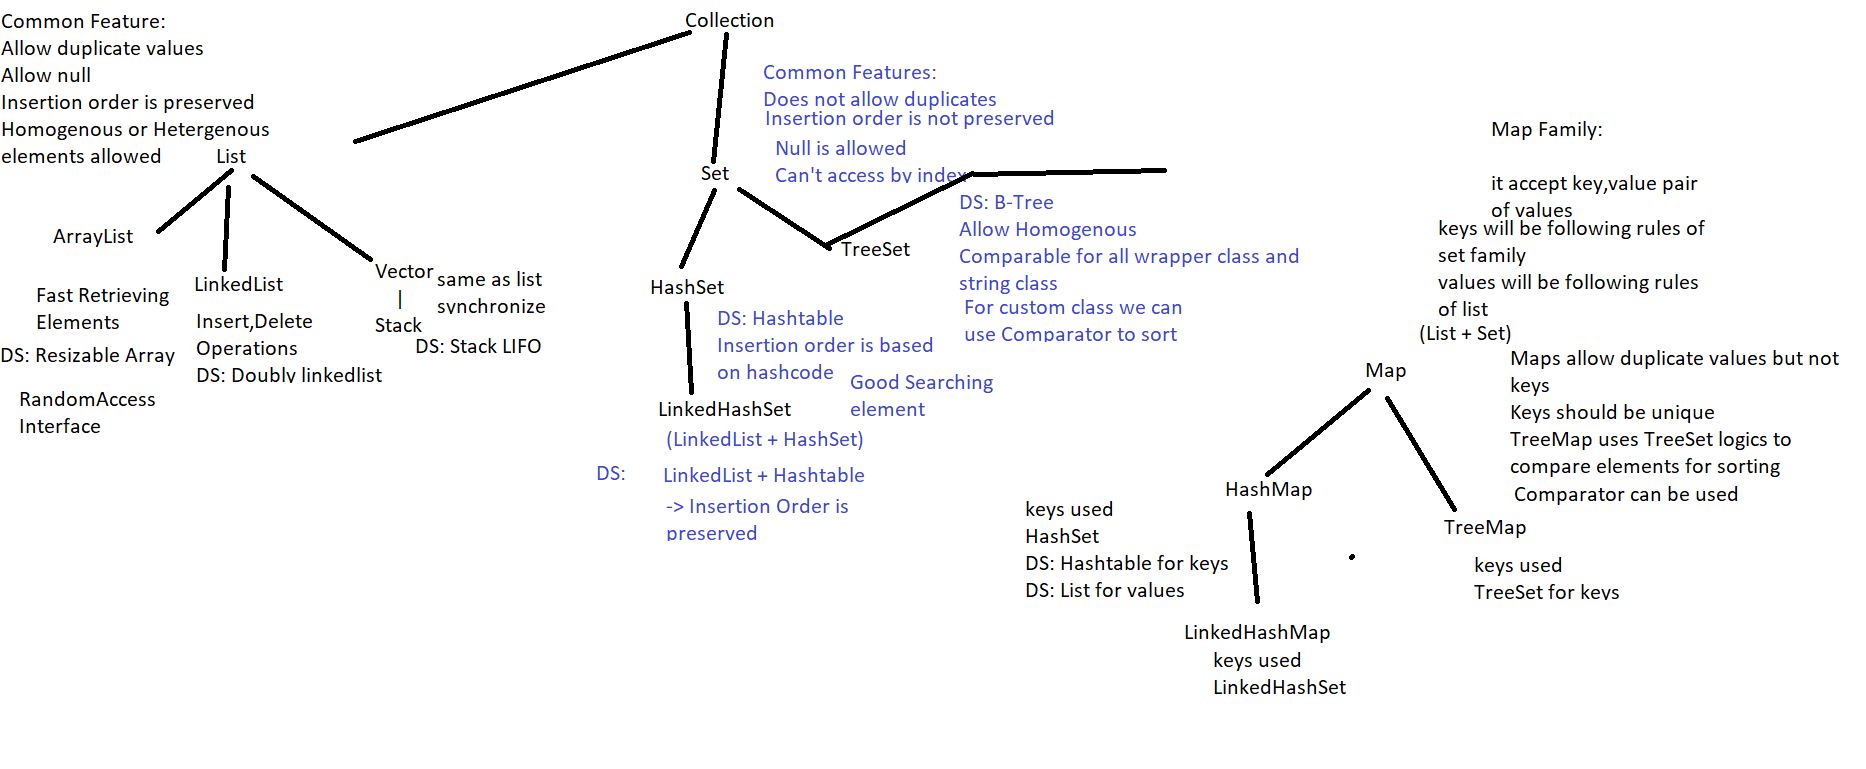 Common Feature:
Allow duplicate values
Allow null
Insertion order is preserved
Homogenous or Hetergenous
elements allowed
List
ArrayList
Fast Retrieving
Elements
DS: Resizable Array
RandomAccess
Interface
LinkedList
Insert,Delete
Operations
DS: Doubly linkedlist
Vector
same as list
synchronize
|
Stack
DS: Stack LIFO
Collection
Common Features:
Does not allow duplicates
Insertion order is not preserved
Null is allowed
Can't access by index
Set
TreeSet
DS: B-Tree
Allow Homogenous
Comparable for all wrapper class and
string class
For custom class we can
use Comparator to sort
HashSet
DS: Hashtable
Insertion order is based
on hashcode
Good Searching
element
LinkedHashSet
(LinkedList + HashSet)
DS:
LinkedList + Hashtable
-> Insertion Order is
preserved
Map Family:
it accept key,value pair
of values
keys will be following rules of
set family
values will be following rules
of list
(List + Set)
Map
Maps allow duplicate values but not
keys
Keys should be unique
TreeMap uses TreeSet logics to
compare elements for sorting
Comparator can be used
HashMap
keys used
HashSet
DS: Hashtable for keys
DS: List for values
TreeMap
keys used
TreeSet for keys
LinkedHashMap
keys used
LinkedHashSet